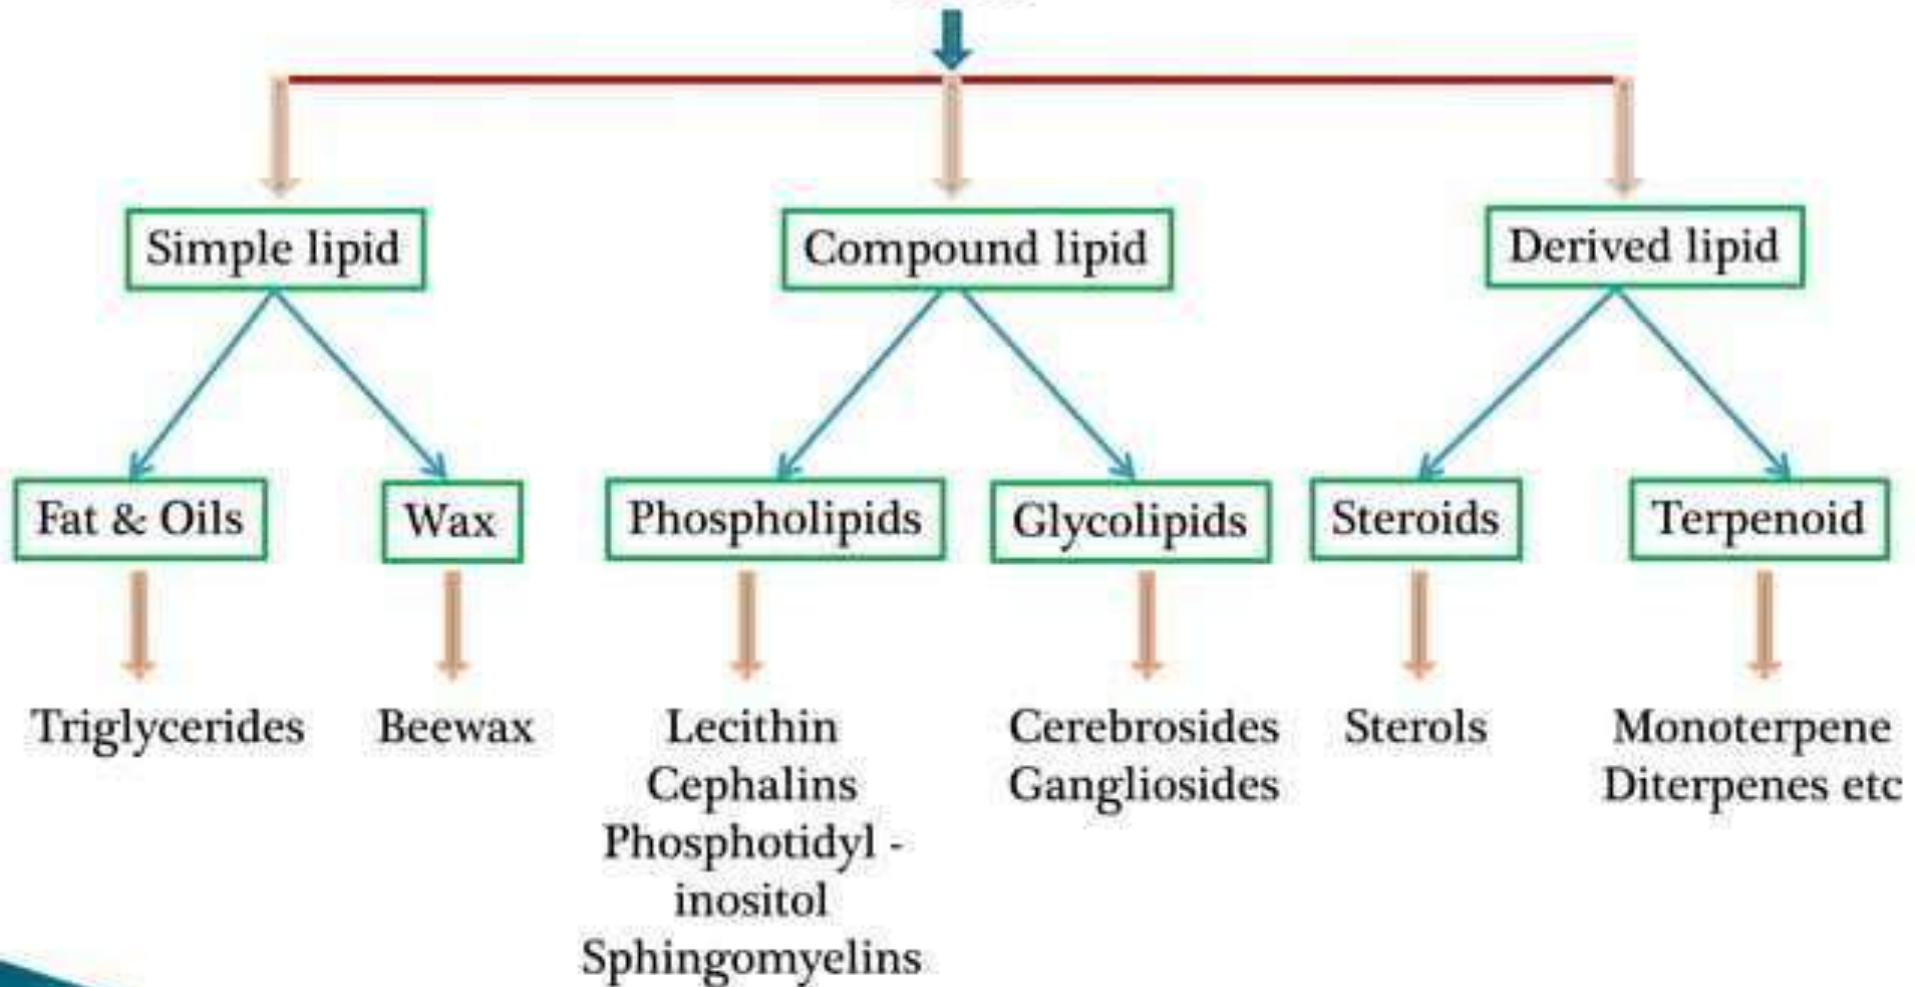 Simple lipid
Compound lipid
Derived lipid
Fat & Oils
Wax
Phospholipids
Glycolipids
Steroids
Terpenoid
Triglycerides
Beewax
Lecithin
Cephalins
Phosphotidyl -
inositol
Sphingomyelins
Cerebrosides
Gangliosides
Sterols
Monoterpene
Diterpenes etc